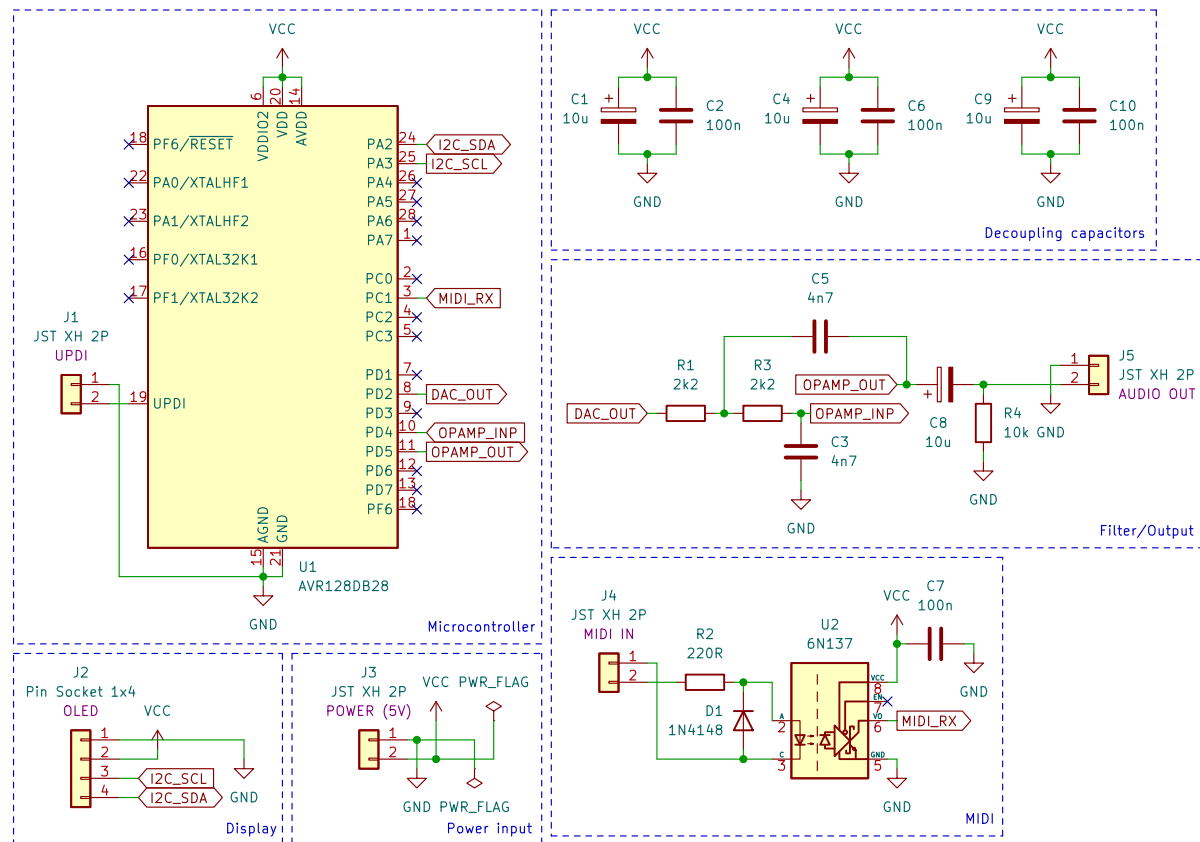 VCC
6
20
14
VDDIO2
VDD
AVDD
18 PF6/RESET
22 PA0/XTALHF1
23 PA1/XTALHF2
16 PF0/XTAL32K1
17 PF1/XTAL32K2
19 UPDI
PA2 24 I2C_SDA
PA3 25 I2C_SCL
PA4 26
PA5 27
PA6 28
PA7 1
PC0 2
PC1 3 MIDI_RX
PC2 4
PC3 5
PD1 7
PD2 8 DAC_OUT
PD3 9
PD4 10 OPAMP_INP
PD5 11 OPAMP_OUT
PD6 12
PD7 13
PF6 18
J1
JST XH 2P
UPDI
1
2
AGND
GND
15
21
U1
AVR128DB28
GND
Microcontroller
VCC
C1
10u
+
C2
100n
GND
VCC
C4
10u
+
C6
100n
GND
VCC
C9
10u
+
C10
100n
GND
Decoupling capacitors
C5
4n7
R1
2k2
R3
2k2
DAC_OUT
OPAMP_OUT
OPAMP_INP
C3
4n7
GND
+
C8
10u
R4
10k
GND
GND
1
2
J5
JST XH 2P
AUDIO OUT
Filter/Output
J2
Pin Socket 1x4
OLED
VCC
1
2
3 I2C_SCL
4 I2C_SDA
GND
Display
J3
JST XH 2P
POWER (5V)
VCC PWR_FLAG
1
2
GND PWR_FLAG
Power input
J4
JST XH 2P
MIDI IN
1
2
R2
220R
D1
1N4148
U2
6N137
A
2
C
3
VCC
8
EN
7
VO
6
GND
5
VCC
C7
100n
GND
MIDI_RX
GND
MIDI